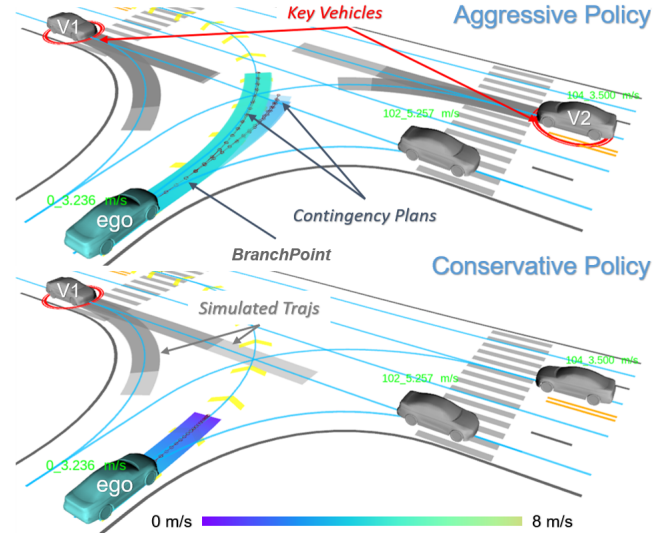 V1
Key Vehicles
Aggressive Policy
104_3.500 m/s
V2
102_5.257 m/s
0_3.236 m/s
ego
Contingency Plans
BranchPoint
Conservative Policy
V1
Simulated Trajs
104_3.500 m/s
102_5.257 m/s
0_3.236 m/s
ego
0 m/s
8 m/s